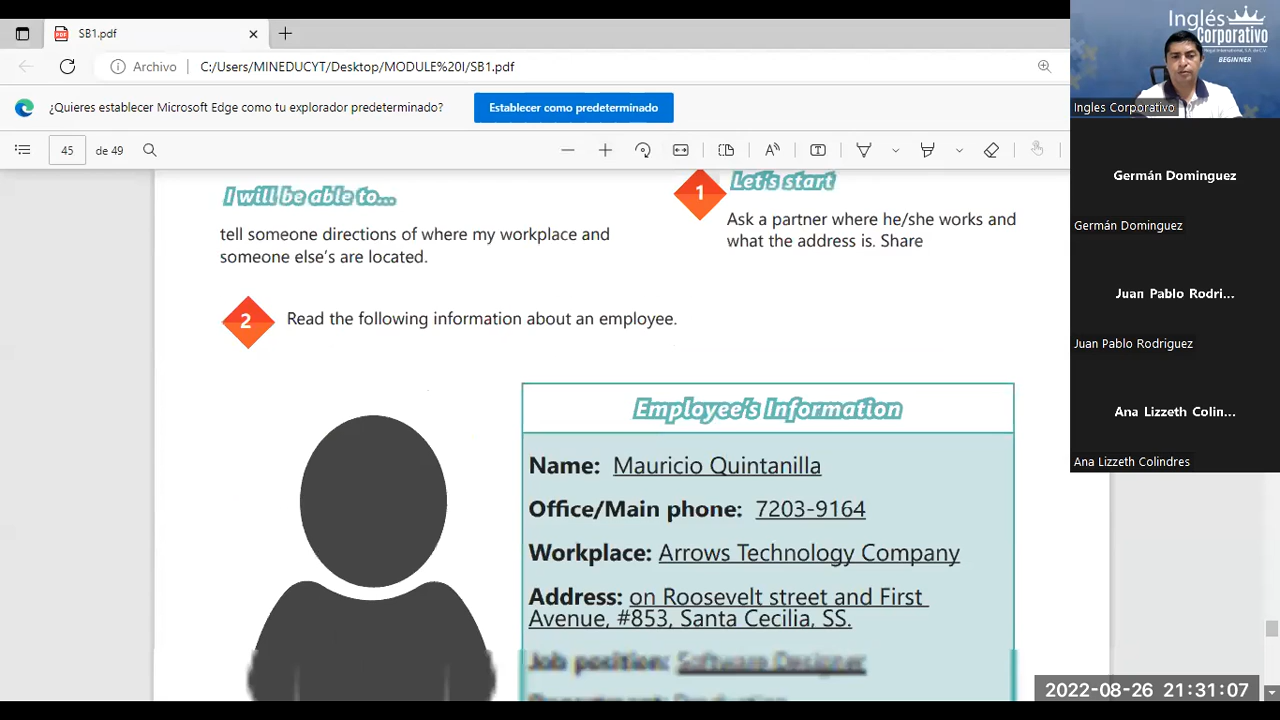 SB1.pdf
Archivo
C:/Users/MINEDUCYT/Desktop/MODULE%20I/SB1.pdf
¿Quieres establecer Microsoft Edge como tu explorador predeterminado?
Establecer como predeterminado
45 de 49
I will be able to...
tell someone directions of where my workplace and
someone else's are located.
1 Let's start
Ask a partner where he/she works and
what the address is. Share
2 Read the following information about an employee.
Employee's Information
Name: Mauricio Quintanilla
Office/Main phone: 7203-9164
Workplace: Arrows Technology Company
Address: on Roosevelt street and First
Avenue, #853, Santa Cecilia, SS.
Job position: Software Designer
Inglés
Corporativo
BEGINNER
Ingles Corporativo
Germán Dominguez
Germán Dominguez
Juan Pablo Rodri...
Juan Pablo Rodriguez
Ana Lizzeth Colin...
Ana Lizzeth Colindres
2022-08-26 21:31:07